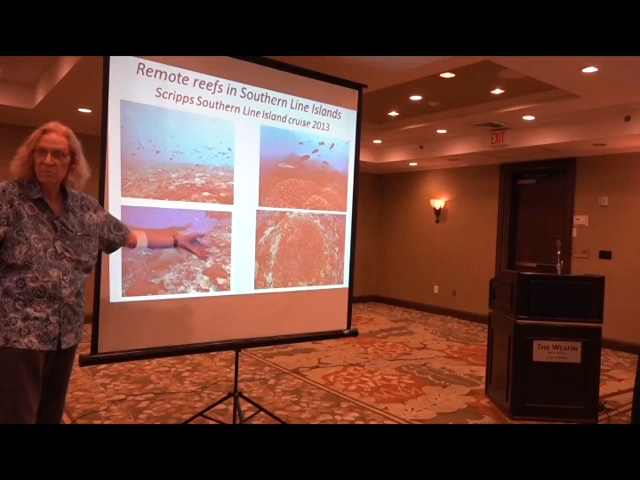 Remote reefs in Southern Line Islands
Scripps Southern Line Island cruise 2013
EXIT
THE WESTIN